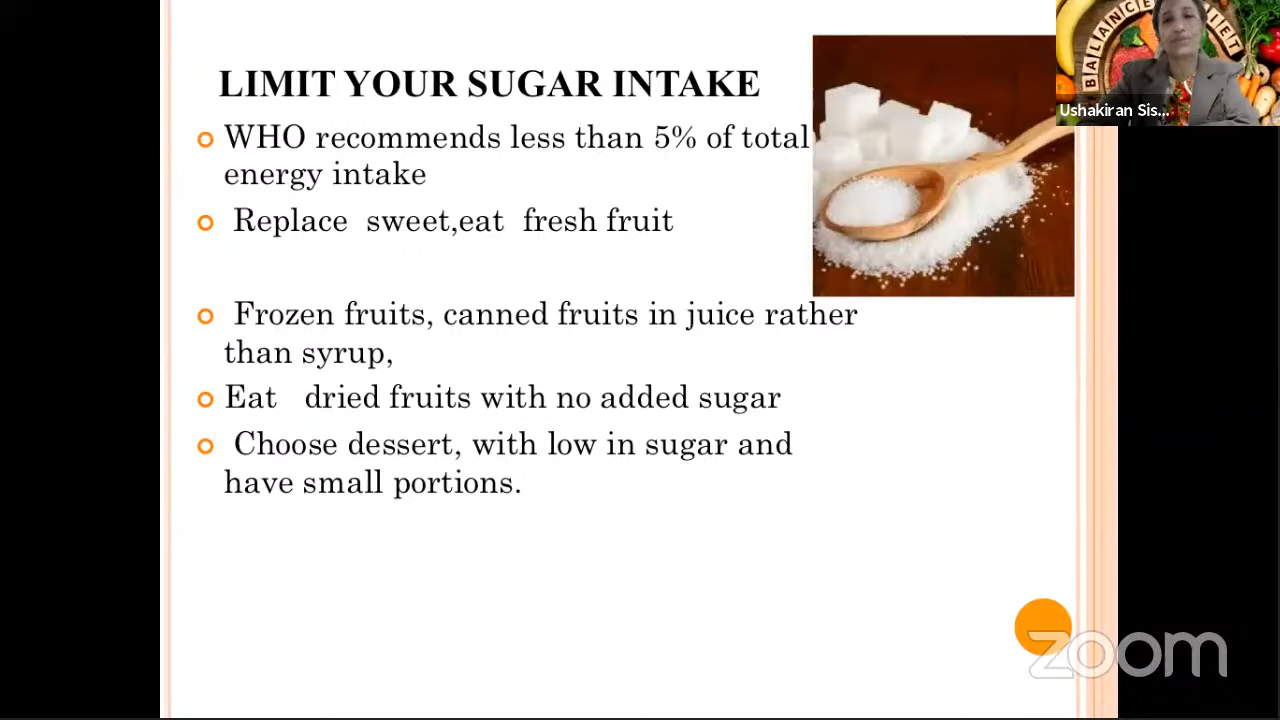 LIMIT YOUR SUGAR INTAKE
WHO recommends less than 5% of total
energy intake
Replace sweet,eat fresh fruit
Frozen fruits, canned fruits in juice rather
than syrup,
Eat dried fruits with no added sugar
Choose dessert, with low in sugar and
have small portions.
BALANCE DIET
Ushakiran Sis...
zoom